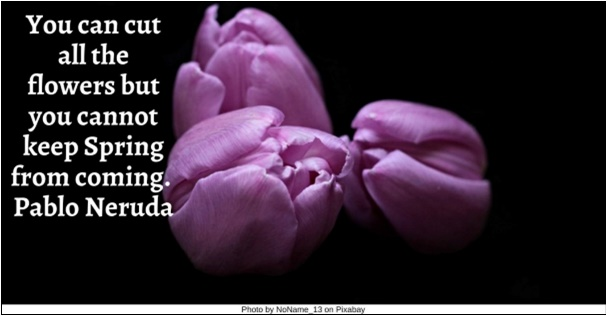 You can cut
all the
flowers but
you cannot
keep Spring
from coming.
Pablo Neruda
Photo by NoName_13 on Pixabay